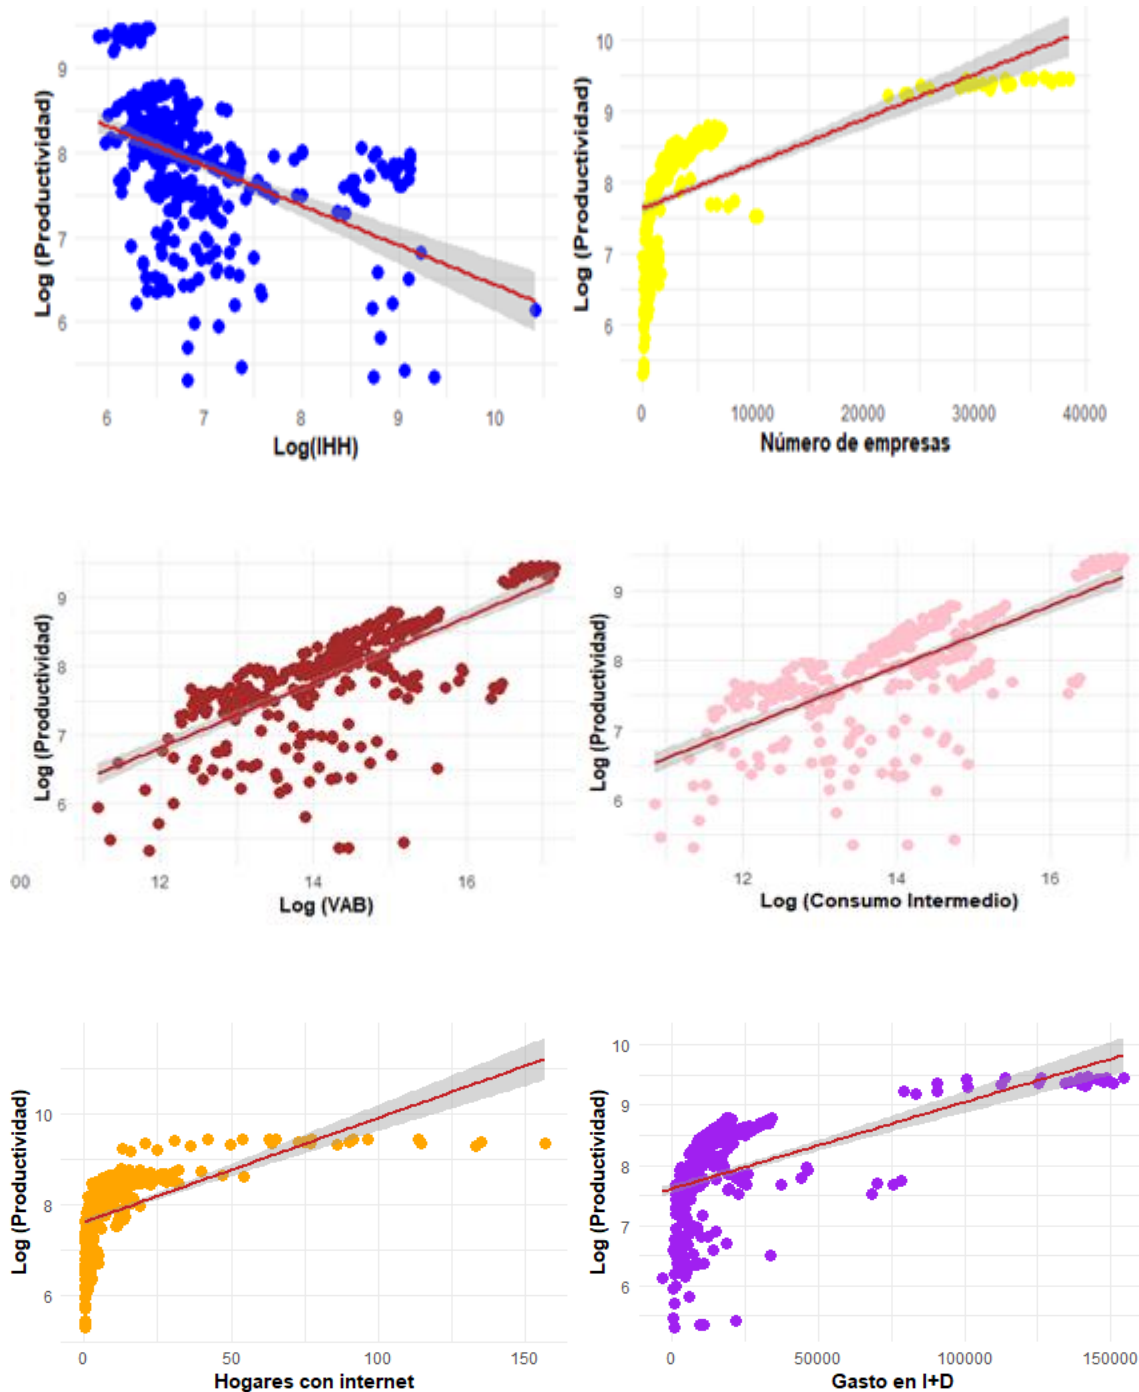 Log (Productividad)
9
8
7
6
6 7 8 9 10
Log(IHH)
Log (Productividad)
10
9
8
7
6
0 10000 20000 30000 40000
Número de empresas
Log (Productividad)
9
8
7
6
00 12 14 16
Log (VAB)
Log (Productividad)
9
8
7
6
12 14 16
Log (Consumo Intermedio)
Log (Productividad)
10
8
6
0 50 100 150
Hogares con internet
Log (Productividad)
10
9
8
7
6
0 50000 100000 150000
Gasto en I+D